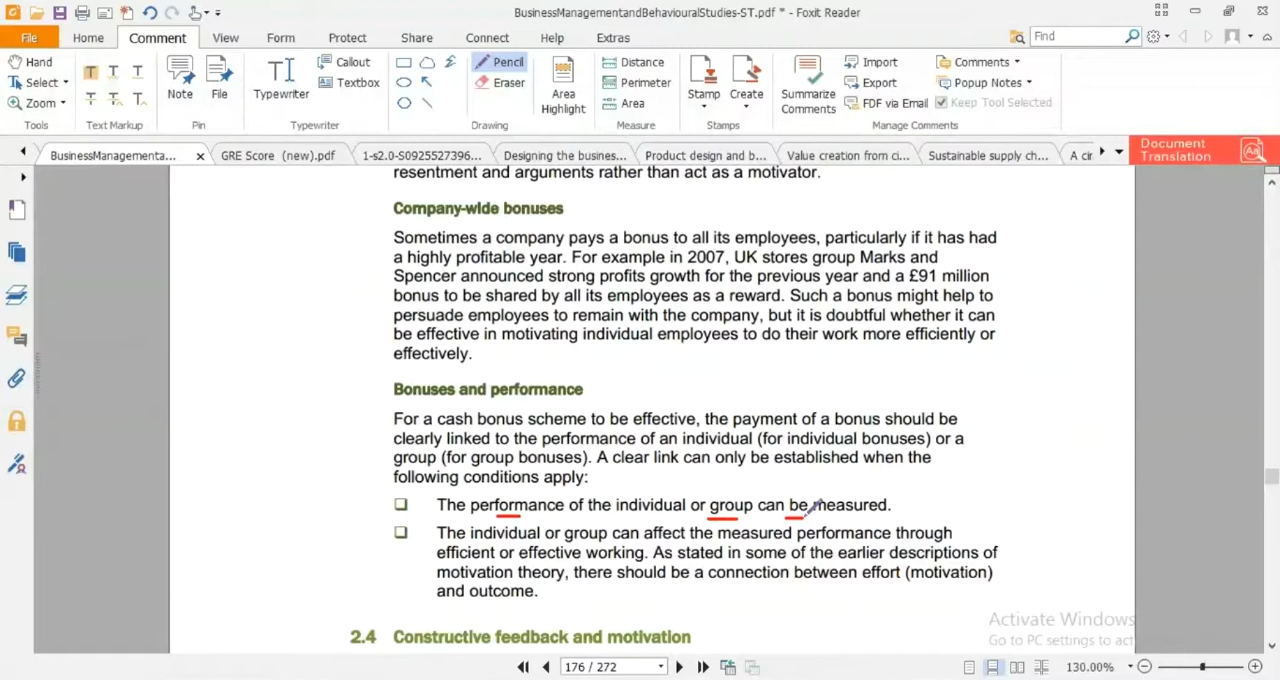 BusinessManagementandBehaviouralStudies-ST.pdf * - Foxit Reader
File Home Comment View Form Protect Share Connect Help Extras Find
Hand Select Zoom Tools
Text Markup
Note File Pin
Typewriter Callout Textbox Typewriter
Pencil Eraser Drawing
Area Highlight Distance Perimeter Area Measure
Stamp Create Stamps
Summarize Comments Import Export FDF via Email Comments Popup Notes Keep Tool Selected Manage Comments
BusinessManagementa... GRE Score (new).pdf 1-s2.0-S0925527396... Designing the busines... Product design and b... Value creation from ci... Sustainable supply ch... A cir Document Translation
resentment and arguments rather than act as a motivator.
Company-wide bonuses
Sometimes a company pays a bonus to all its employees, particularly if it has had
a highly profitable year. For example in 2007, UK stores group Marks and
Spencer announced strong profits growth for the previous year and a £91 million
bonus to be shared by all its employees as a reward. Such a bonus might help to
persuade employees to remain with the company, but it is doubtful whether it can
be effective in motivating individual employees to do their work more efficiently or
effectively.
Bonuses and performance
For a cash bonus scheme to be effective, the payment of a bonus should be
clearly linked to the performance of an individual (for individual bonuses) or a
group (for group bonuses). A clear link can only be established when the
following conditions apply:
The performance of the individual or group can be measured.
The individual or group can affect the measured performance through
efficient or effective working. As stated in some of the earlier descriptions of
motivation theory, there should be a connection between effort (motivation)
and outcome.
2.4 Constructive feedback and motivation
Activate Windows
Go to PC settings to act
176 / 272 130.00%